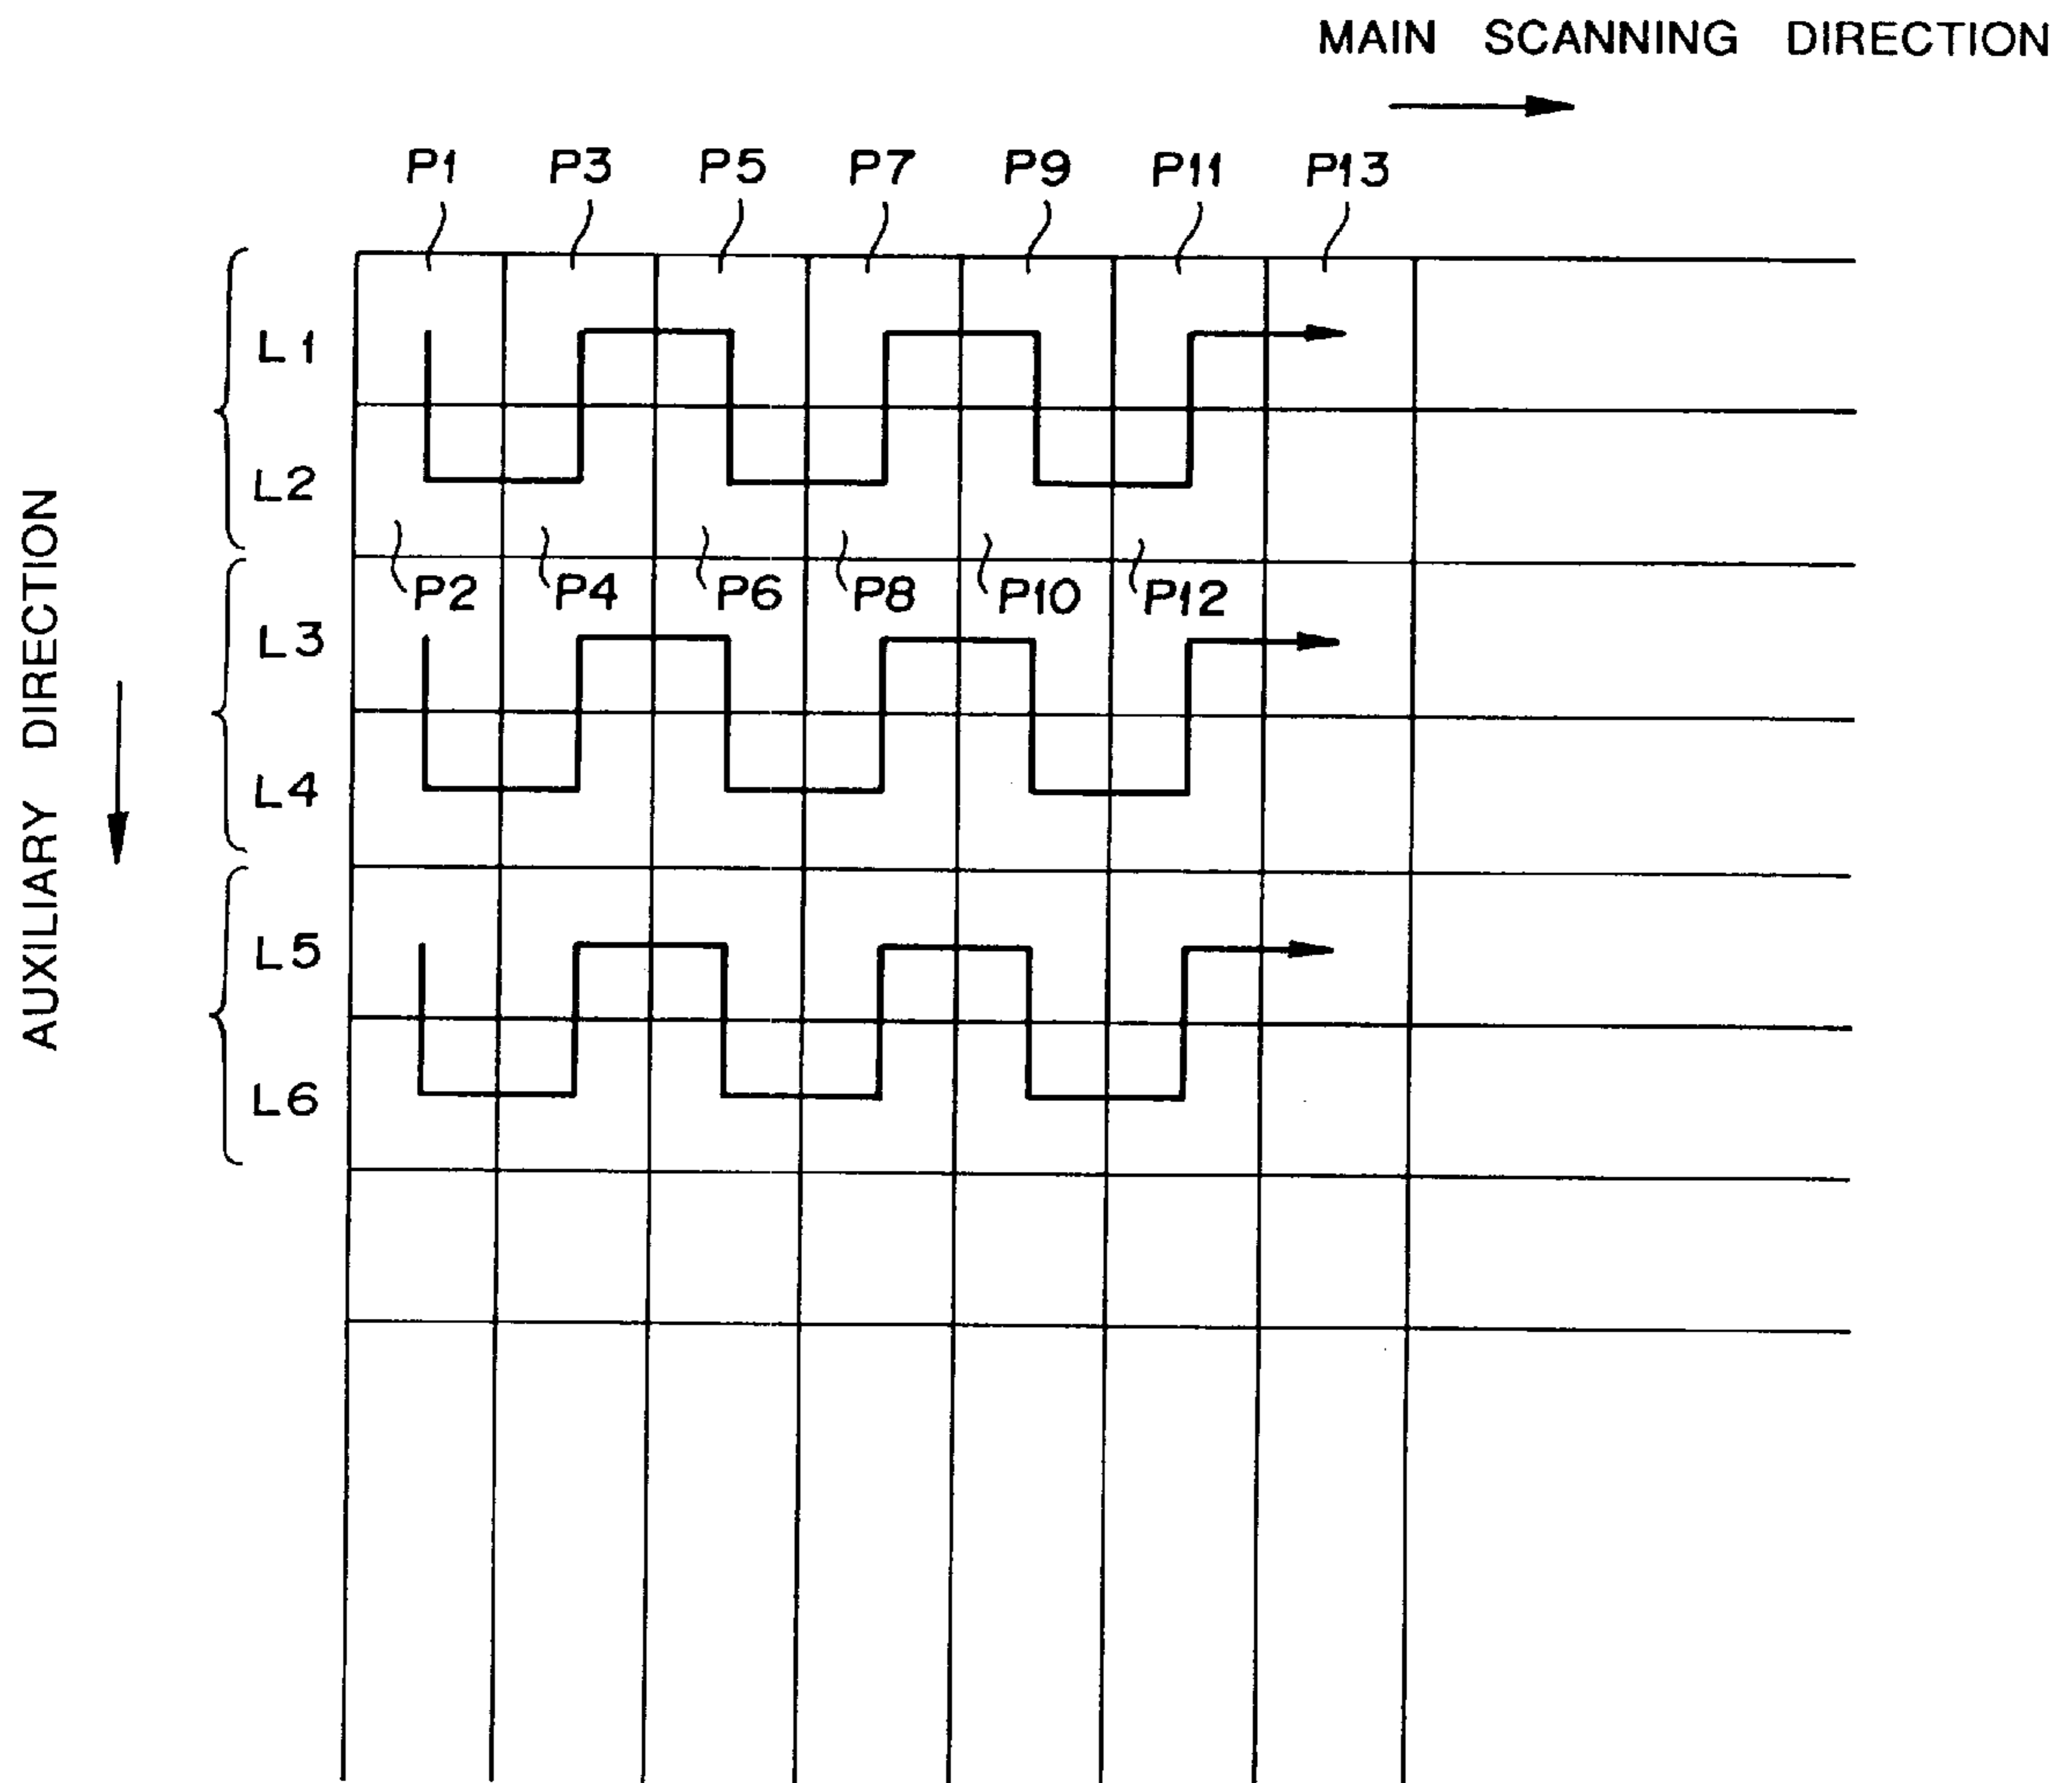 MAIN SCANNING DIRECTION
P1 P3 P5 P7 P9 P11 P13
L1
L2
P2 P4 P6 P8 P10 P12
L3
L4
L5
L6
AUXILIARY DIRECTION